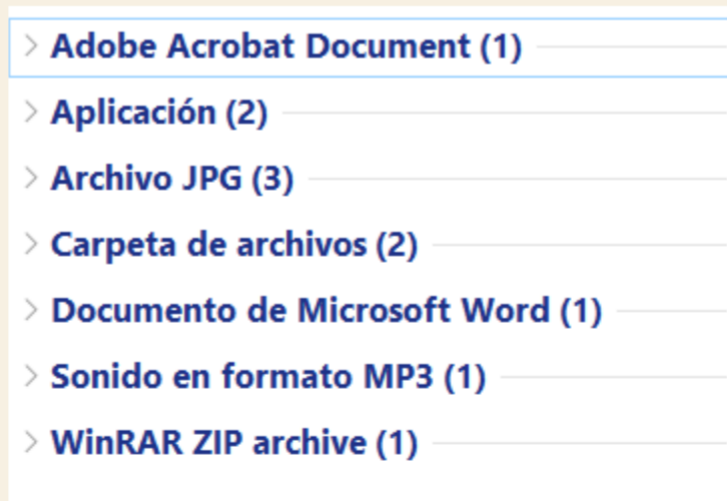 Adobe Acrobat Document (1)
Aplicación (2)
Archivo JPG (3)
Carpeta de archivos (2)
Documento de Microsoft Word (1)
Sonido en formato MP3 (1)
WinRAR ZIP archive (1)